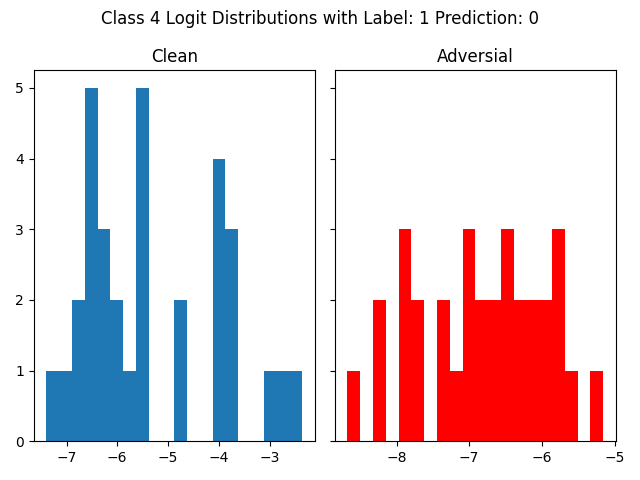 Class 4 Logit Distributions with Label: 1 Prediction: 0
Clean
Adversial
5
4
3
2
1
0
−7 −6 −5 −4 −3
−8 −7 −6 −5